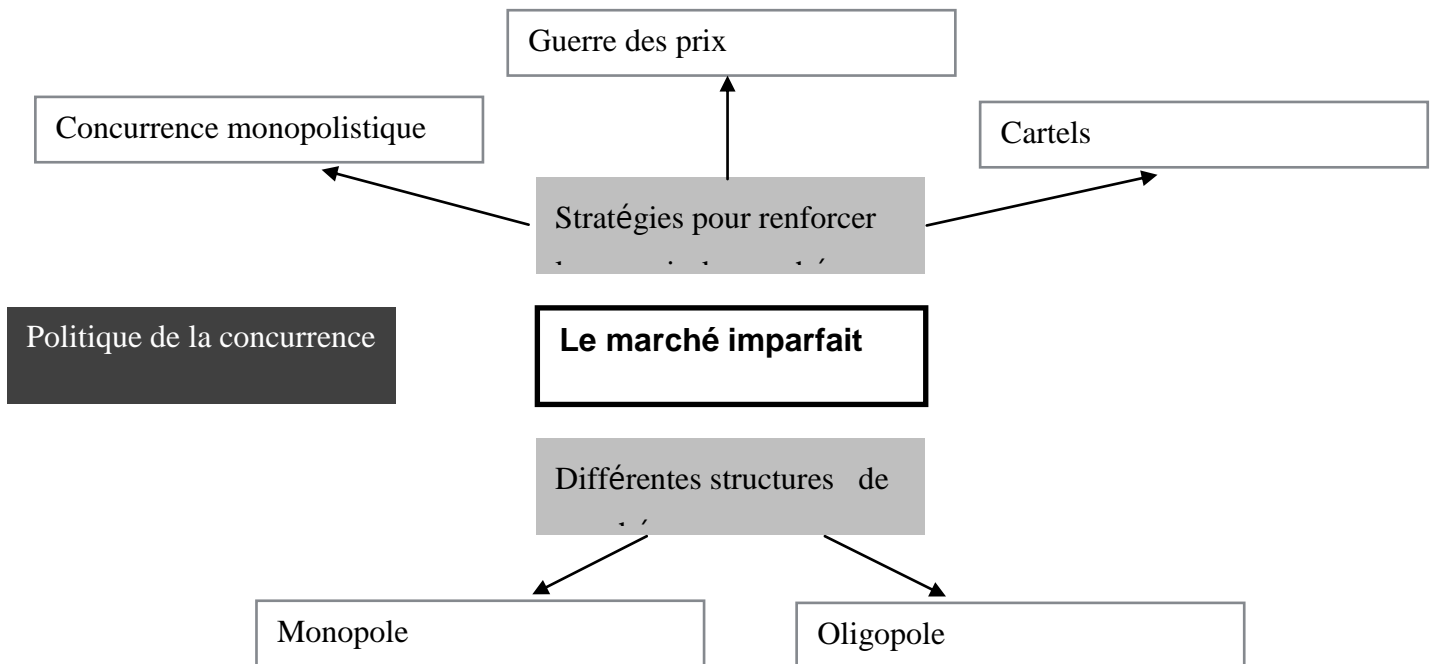 Guerre des prix
Concurrence monopolistique
Cartels
Stratégies pour renforcer
Politique de la concurrence
Le marché imparfait
Différentes structures de
Monopole
Oligopole